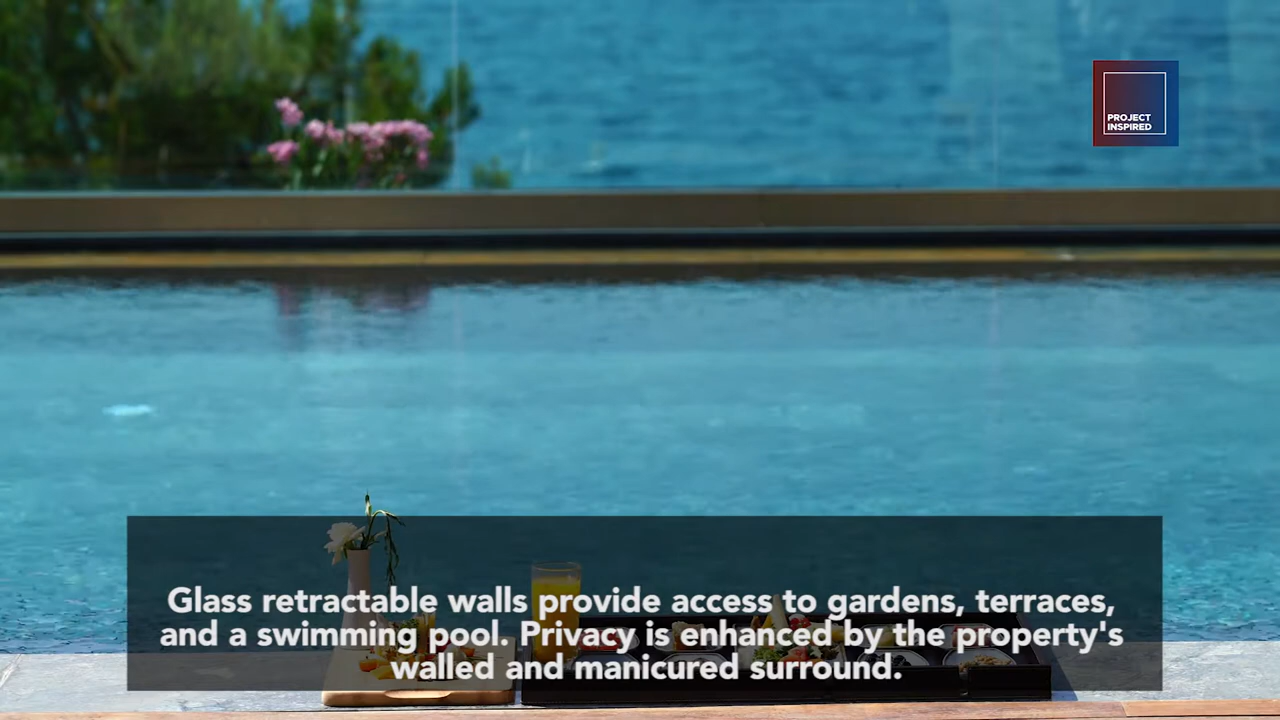 PROJECT
INSPIRED
Glass retractable walls provide access to gardens, terraces,
and a swimming pool. Privacy is enhanced by the property's
walled and manicured surround.